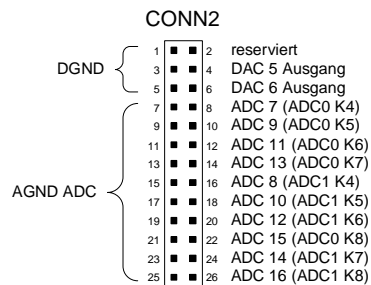 CONN2
1 2 reserviert
DGND 3 4 DAC 5 Ausgang
5 6 DAC 6 Ausgang
7 8 ADC 7 (ADC0 K4)
9 10 ADC 9 (ADC0 K5)
11 12 ADC 11 (ADC0 K6)
13 14 ADC 13 (ADC0 K7)
AGND ADC 15 16 ADC 8 (ADC1 K4)
17 18 ADC 10 (ADC1 K5)
19 20 ADC 12 (ADC1 K6)
21 22 ADC 15 (ADC0 K8)
23 24 ADC 14 (ADC1 K7)
25 26 ADC 16 (ADC1 K8)